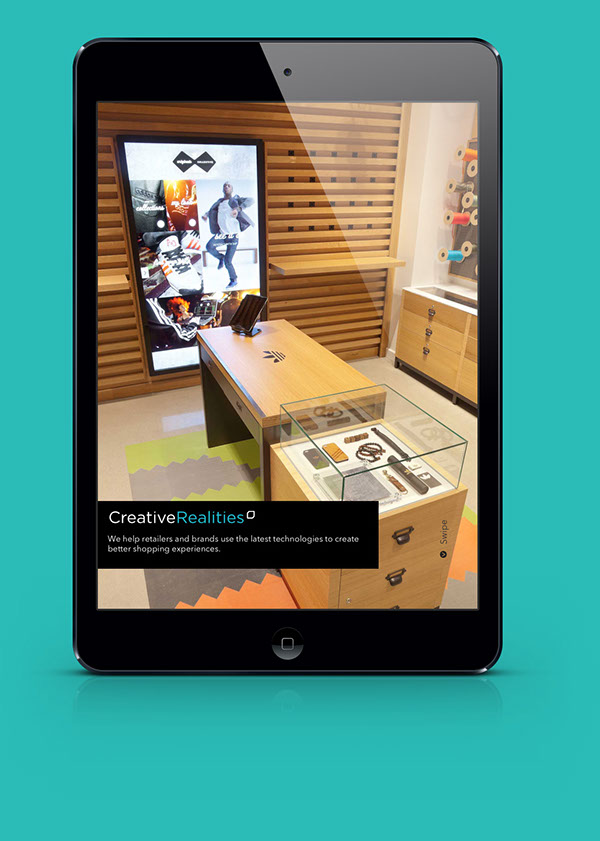 CreativeRealities
We help retailers and brands use the latest technologies to create
better shopping experiences.
Swipe